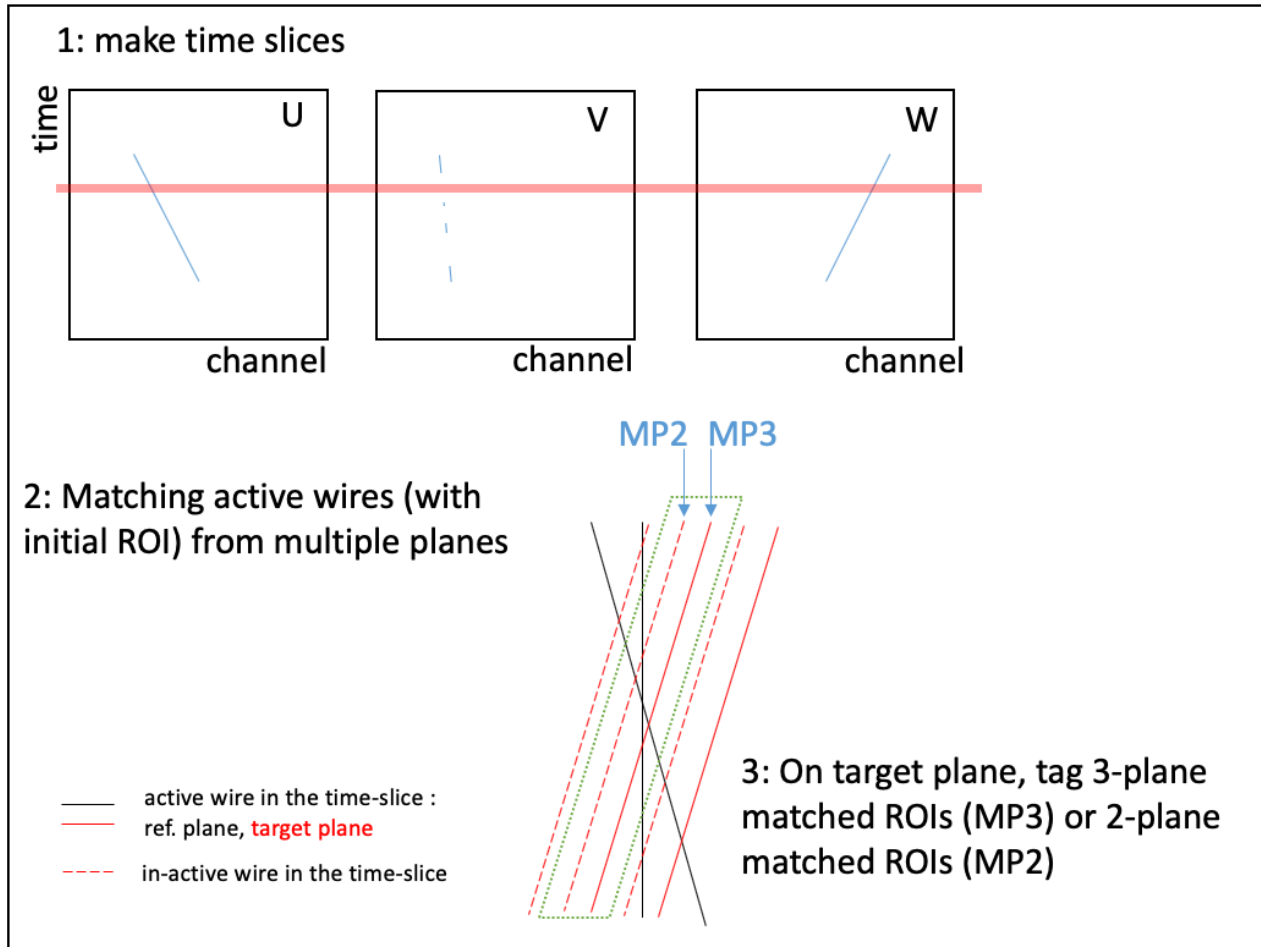 1: make time slices
time
U
V
W
channel
channel
channel
MP2 MP3
2: Matching active wires (with
initial ROI) from multiple planes
3: On target plane, tag 3-plane
matched ROIs (MP3) or 2-plane
matched ROIs (MP2)
active wire in the time-slice :
ref. plane, target plane
in-active wire in the time-slice